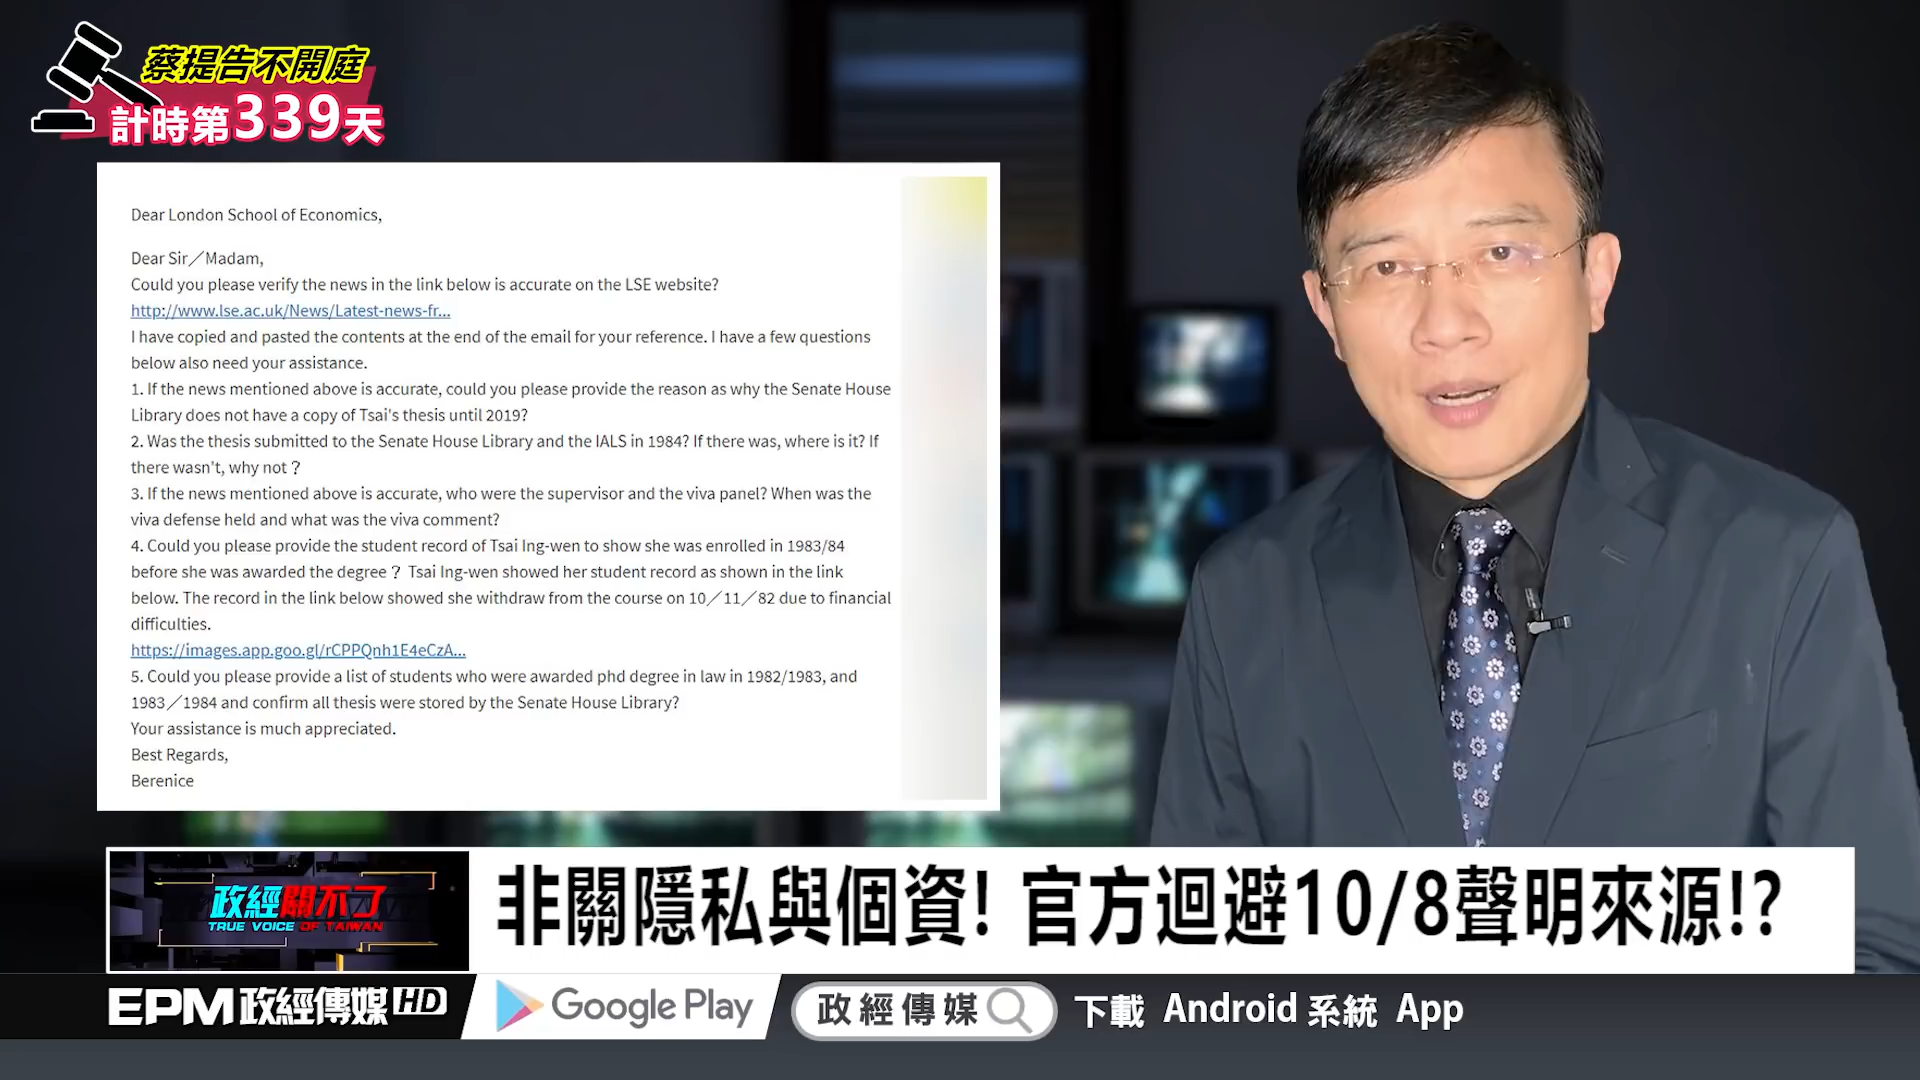 蔡提告不開庭
計時第339天
Dear London School of Economics,
Dear Sir／Madam,
Could you please verify the news in the link below is accurate on the LSE website?
http://www.lse.ac.uk/News/Latest-news-fr...
I have copied and pasted the contents at the end of the email for your reference. I have a few questions
below also need your assistance.
1. If the news mentioned above is accurate, could you please provide the reason as why the Senate House
Library does not have a copy of Tsai's thesis until 2019?
2. Was the thesis submitted to the Senate House Library and the IALS in 1984? If there was, where is it? If
there wasn't, why not？
3. If the news mentioned above is accurate, who were the supervisor and the viva panel? When was the
viva defense held and what was the viva comment?
4. Could you please provide the student record of Tsai Ing-wen to show she was enrolled in 1983/84
before she was awarded the degree？ Tsai Ing-wen showed her student record as shown in the link
below. The record in the link below showed she withdraw from the course on 10／11／82 due to financial
difficulties.
https://images.app.goo.gl/rCPPQnh1E4eCzA...
5. Could you please provide a list of students who were awarded phd degree in law in 1982/1983, and
1983／1984 and confirm all thesis were stored by the Senate House Library?
Your assistance is much appreciated.
Best Regards,
Berenice
政經關不了
TRUE VOICE OF TAIWAN
非關隱私與個資! 官方迴避10/8聲明來源!?
EPM政經傳媒HD
Google Play
政經傳媒
下載 Android 系統 App